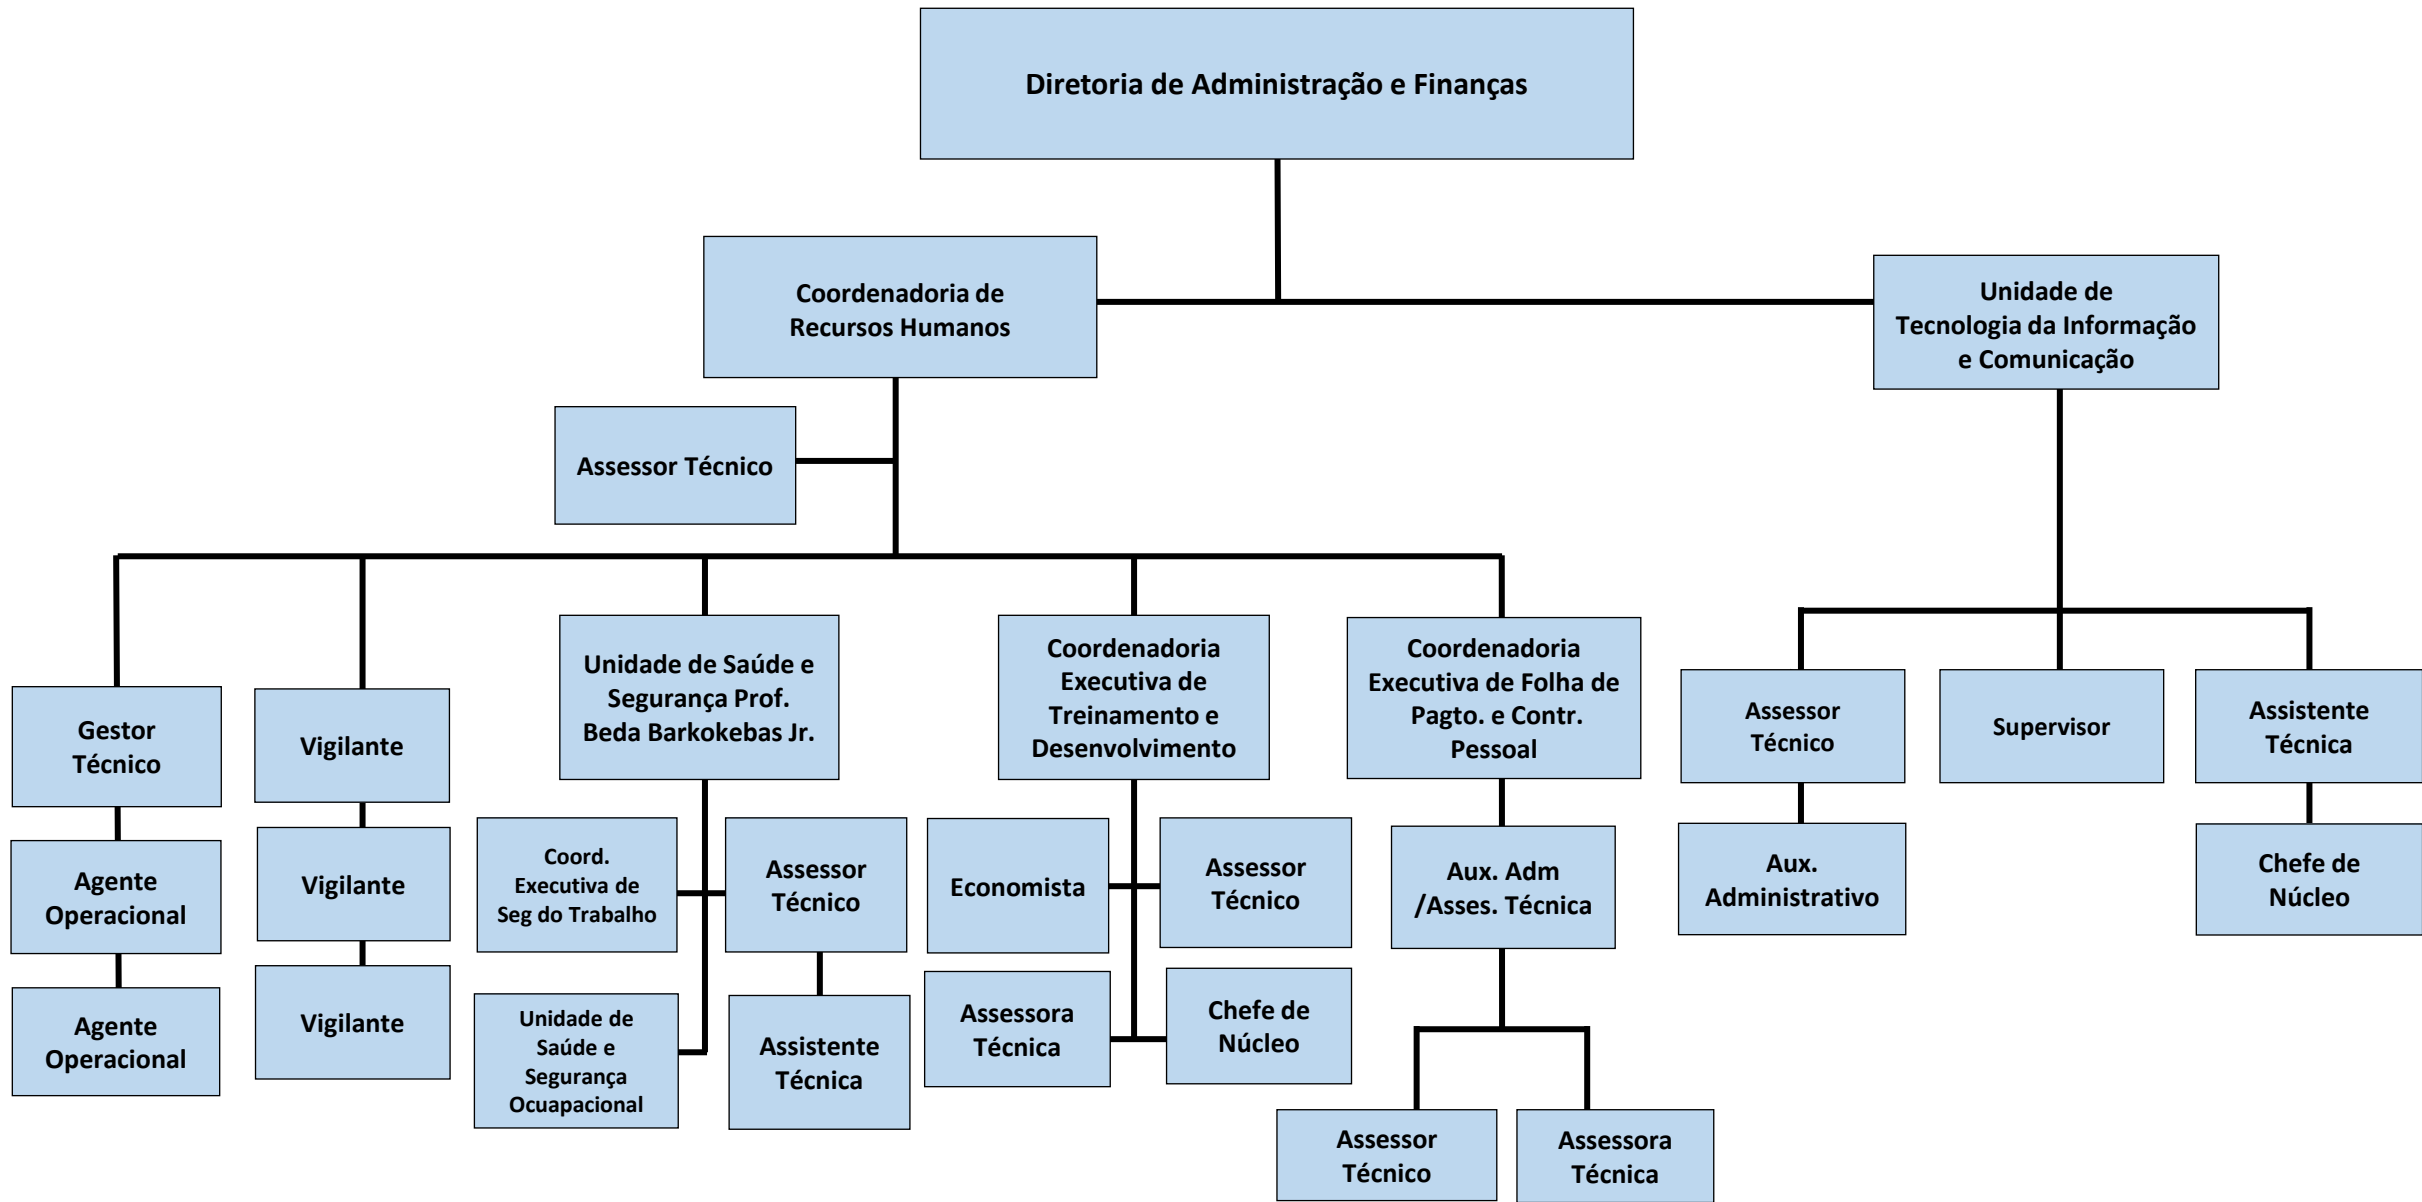 Diretoria de Administração e Finanças
Coordenadoria de
Recursos Humanos
Unidade de
Tecnologia da Informação
e Comunicação
Assessor Técnico
Gestor
Técnico
Vigilante
Unidade de Saúde e
Segurança Prof.
Beda Barkokebas Jr.
Coordenadoria
Executiva de
Treinamento e
Desenvolvimento
Coordenadoria
Executiva de Folha de
Pagto. e Contr.
Pessoal
Assessor
Técnico
Supervisor
Assistente
Técnica
Agente
Operacional
Vigilante
Coord.
Executiva de
Seg do Trabalho
Assessor
Técnico
Economista
Assessor
Técnico
Aux. Adm
/Asses. Técnica
Aux.
Administrativo
Chefe de
Núcleo
Agente
Operacional
Vigilante
Unidade de
Saúde e
Segurança
Ocuapacional
Assistente
Técnica
Assessora
Técnica
Chefe de
Núcleo
Assessor
Técnico
Assessora
Técnica